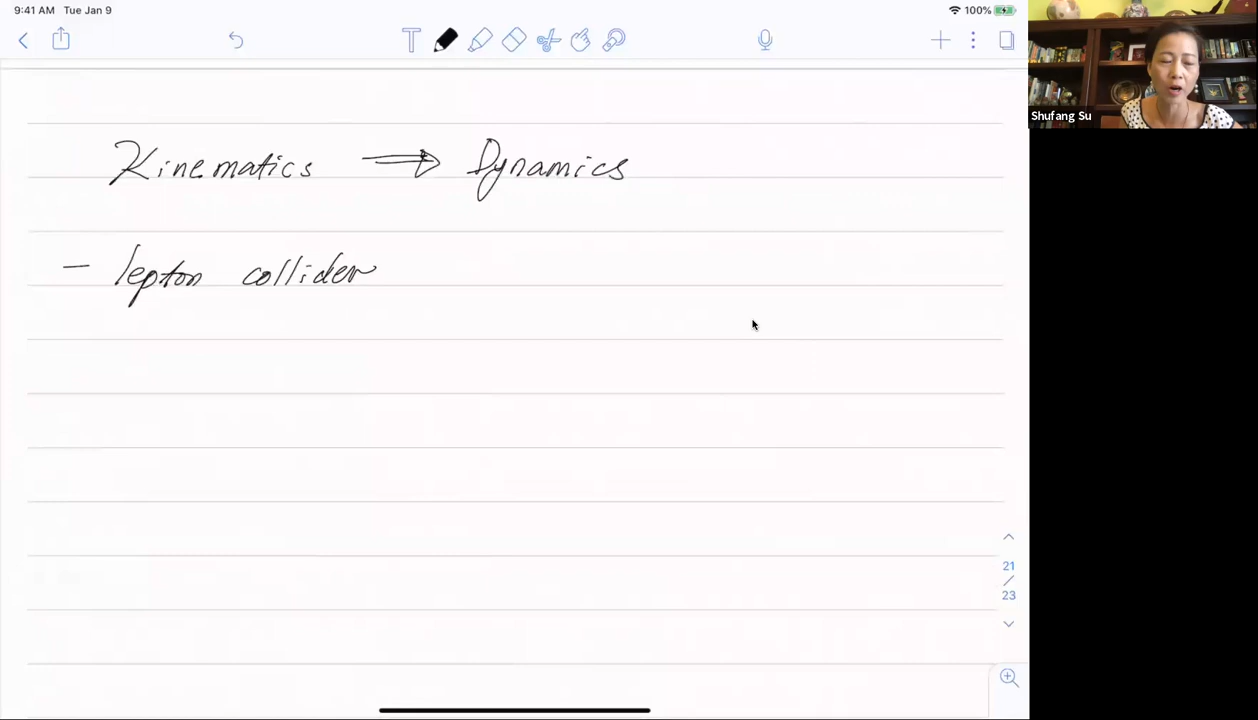 9:41 AM Tue Jan 9
100%
T
Shufang Su
Kinematics ⟹ Dynamics
- lepton collider
21
/
23